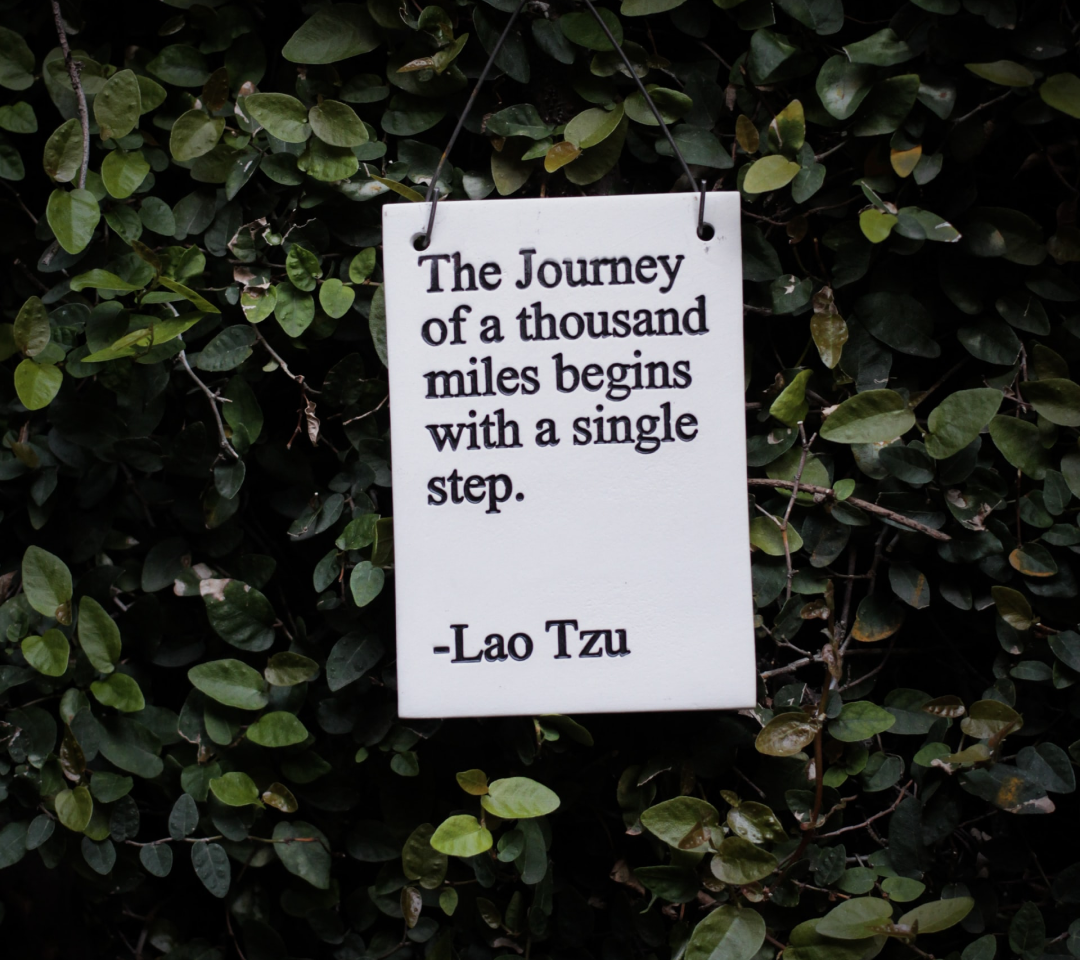 The Journey
of a thousand
miles begins
with a single
step.
-Lao Tzu